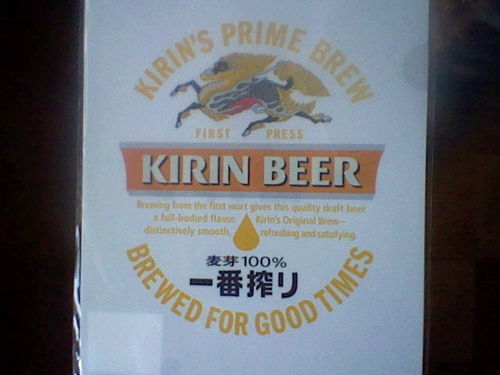 KIRIN'S PRIME BREW
FIRST PRESS
KIRIN BEER
Brewing from the first wort gives this quality draft beer
a full-bodied flavor. Kirin's Original Brew—
distinctively smooth, refreshing and satisfying.
麦芽100%
一番搾り
BREWED FOR GOOD TIMES